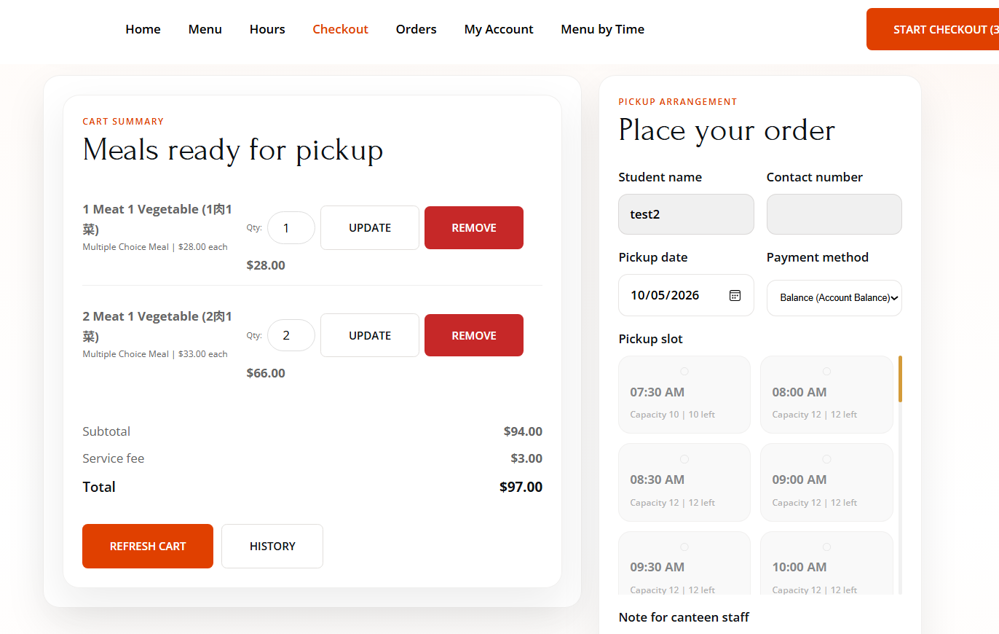 Home Menu Hours Checkout Orders My Account Menu by Time
START CHECKOUT (3
CART SUMMARY
Meals ready for pickup
1 Meat 1 Vegetable (1肉1
菜)
Multiple Choice Meal | $28.00 each
Qty: 1 UPDATE REMOVE
$28.00
2 Meat 1 Vegetable (2肉1
菜)
Multiple Choice Meal | $33.00 each
Qty: 2 UPDATE REMOVE
$66.00
Subtotal $94.00
Service fee $3.00
Total $97.00
REFRESH CART HISTORY
PICKUP ARRANGEMENT
Place your order
Student name Contact number
test2
Pickup date Payment method
10/05/2026 Balance (Account Balance)
Pickup slot
07:30 AM 08:00 AM
Capacity 10 | 10 left Capacity 12 | 12 left
08:30 AM 09:00 AM
Capacity 12 | 12 left Capacity 12 | 12 left
09:30 AM 10:00 AM
Capacity 12 | 12 left Capacity 12 | 12 left
Note for canteen staff